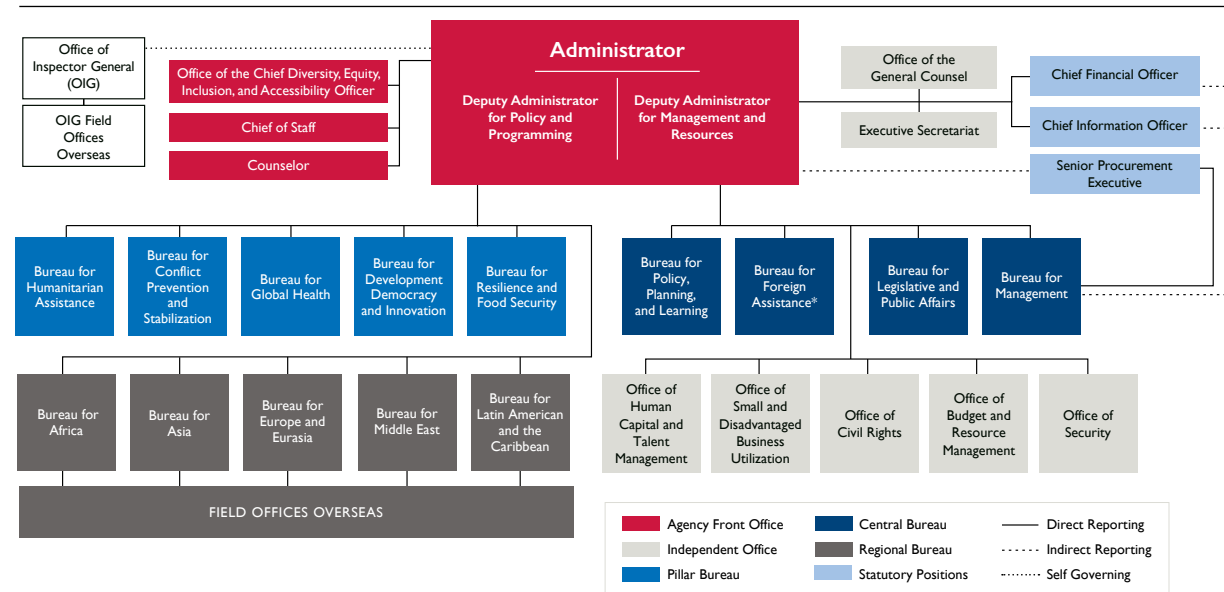 Office of
Inspector General
(OIG)
OIG Field
Offices
Overseas
Office of the Chief Diversity, Equity,
Inclusion, and Accessibility Officer
Chief of Staff
Counselor
Administrator
Deputy Administrator
for Policy and
Programming
Deputy Administrator
for Management and
Resources
Office of the
General Counsel
Executive Secretariat
Chief Financial Officer
Chief Information Officer
Senior Procurement
Executive
Bureau for
Humanitarian
Assistance
Bureau for
Conflict
Prevention
and
Stabilization
Bureau for
Global Health
Bureau for
Development
Democracy
and Innovation
Bureau for
Resilience and
Food Security
Bureau for
Policy,
Planning,
and Learning
Bureau for
Foreign
Assistance*
Bureau for
Legislative and
Public Affairs
Bureau for
Management
Bureau for
Africa
Bureau for
Asia
Bureau for
Europe and
Eurasia
Bureau for
Middle East
Bureau for
Latin American
and the
Caribbean
Office of
Human
Capital and
Talent
Management
Office of
Small and
Disadvantaged
Business
Utilization
Office of
Civil Rights
Office of
Budget and
Resource
Management
Office of
Security
FIELD OFFICES OVERSEAS
Agency Front Office
Independent Office
Pillar Bureau
Central Bureau
Regional Bureau
Statutory Positions
Direct Reporting
Indirect Reporting
Self Governing